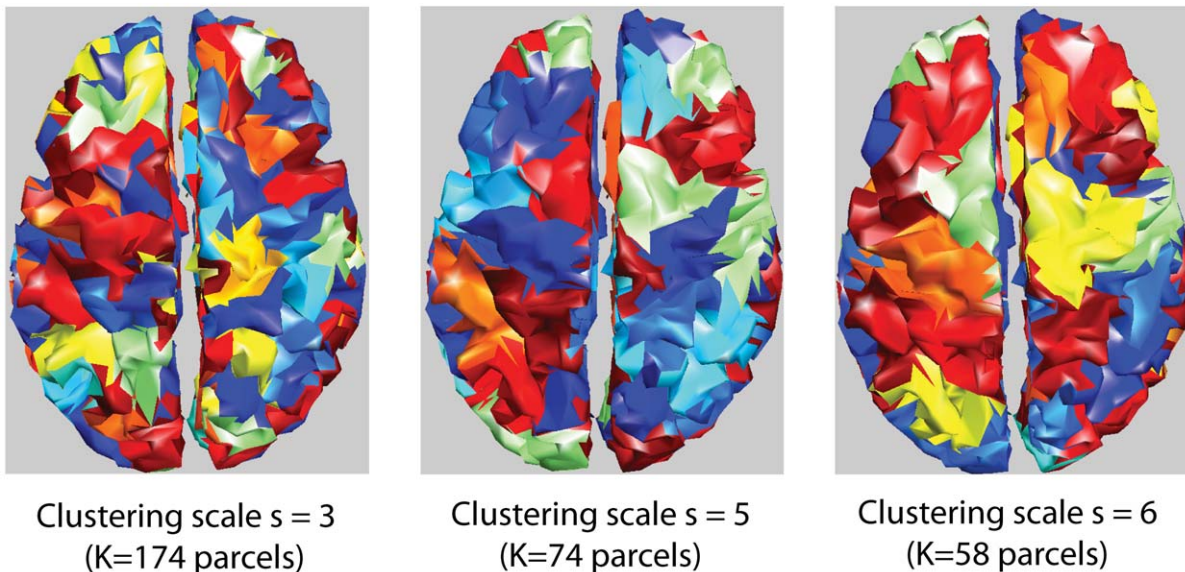 Clustering scale s = 3
(K=174 parcels)
Clustering scale s = 5
(K=74 parcels)
Clustering scale s = 6
(K=58 parcels)